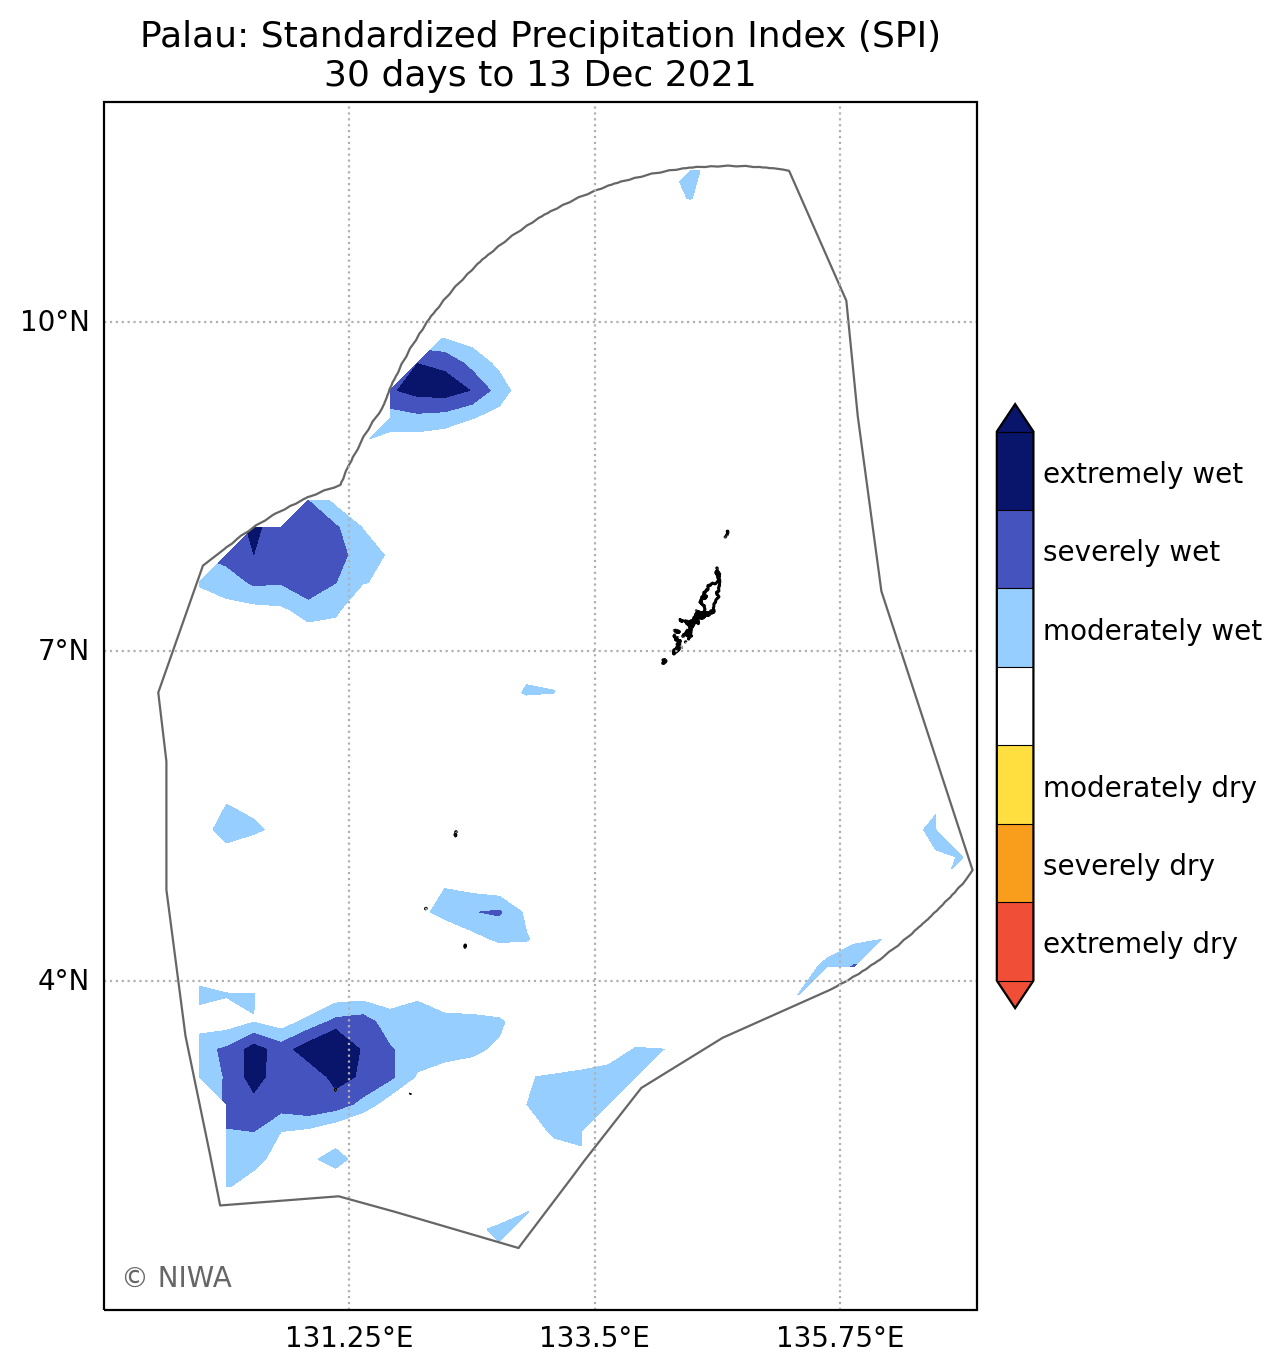 Palau: Standardized Precipitation Index (SPI)
30 days to 13 Dec 2021
10°N
7°N
4°N
131.25°E
133.5°E
135.75°E
extremely wet
severely wet
moderately wet
moderately dry
severely dry
extremely dry
© NIWA